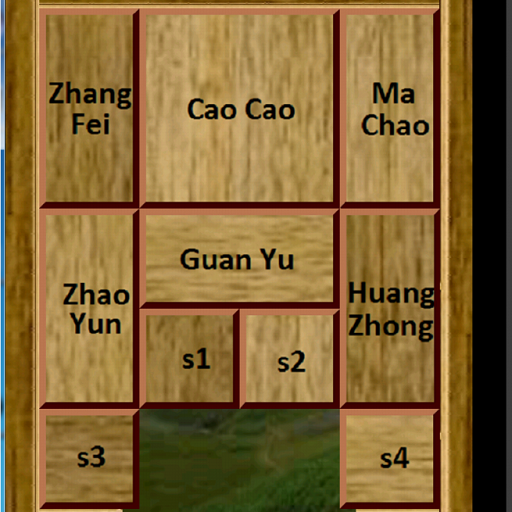 Zhang
Fei
Cao Cao
Ma
Chao
Zhao
Yun
Guan Yu
Huang
Zhong
s1
s2
s3
s4